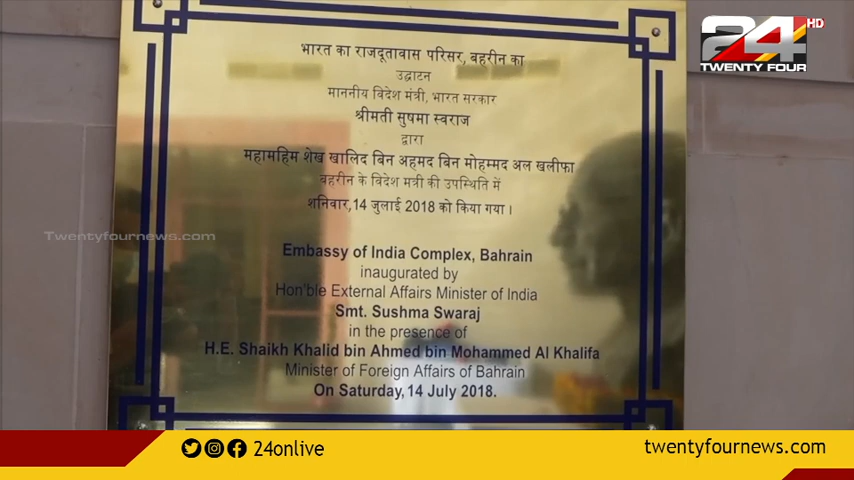 भारत का राजदूतावास परिसर, बहरीन का
उद्घाटन
माननीय विदेश मंत्री, भारत सरकार
श्रीमती सुषमा स्वराज
द्वारा
महामहिम शेख खालिद बिन अहमद बिन मोहम्मद अल खलीफा
बहरीन के विदेश मत्री की उपस्थिति में
शनिवार,14 जुलाई 2018 को किया गया।
Embassy of India Complex, Bahrain
inaugurated by
Hon'ble External Affairs Minister of India
Smt. Sushma Swaraj
in the presence of
H.E. Shaikh Khalid bin Ahmed bin Mohammed Al Khalifa
Minister of Foreign Affairs of Bahrain
On Saturday, 14 July 2018.
24 HD
TWENTY FOUR
Twentyfournews.com
24onlive
twentyfournews.com